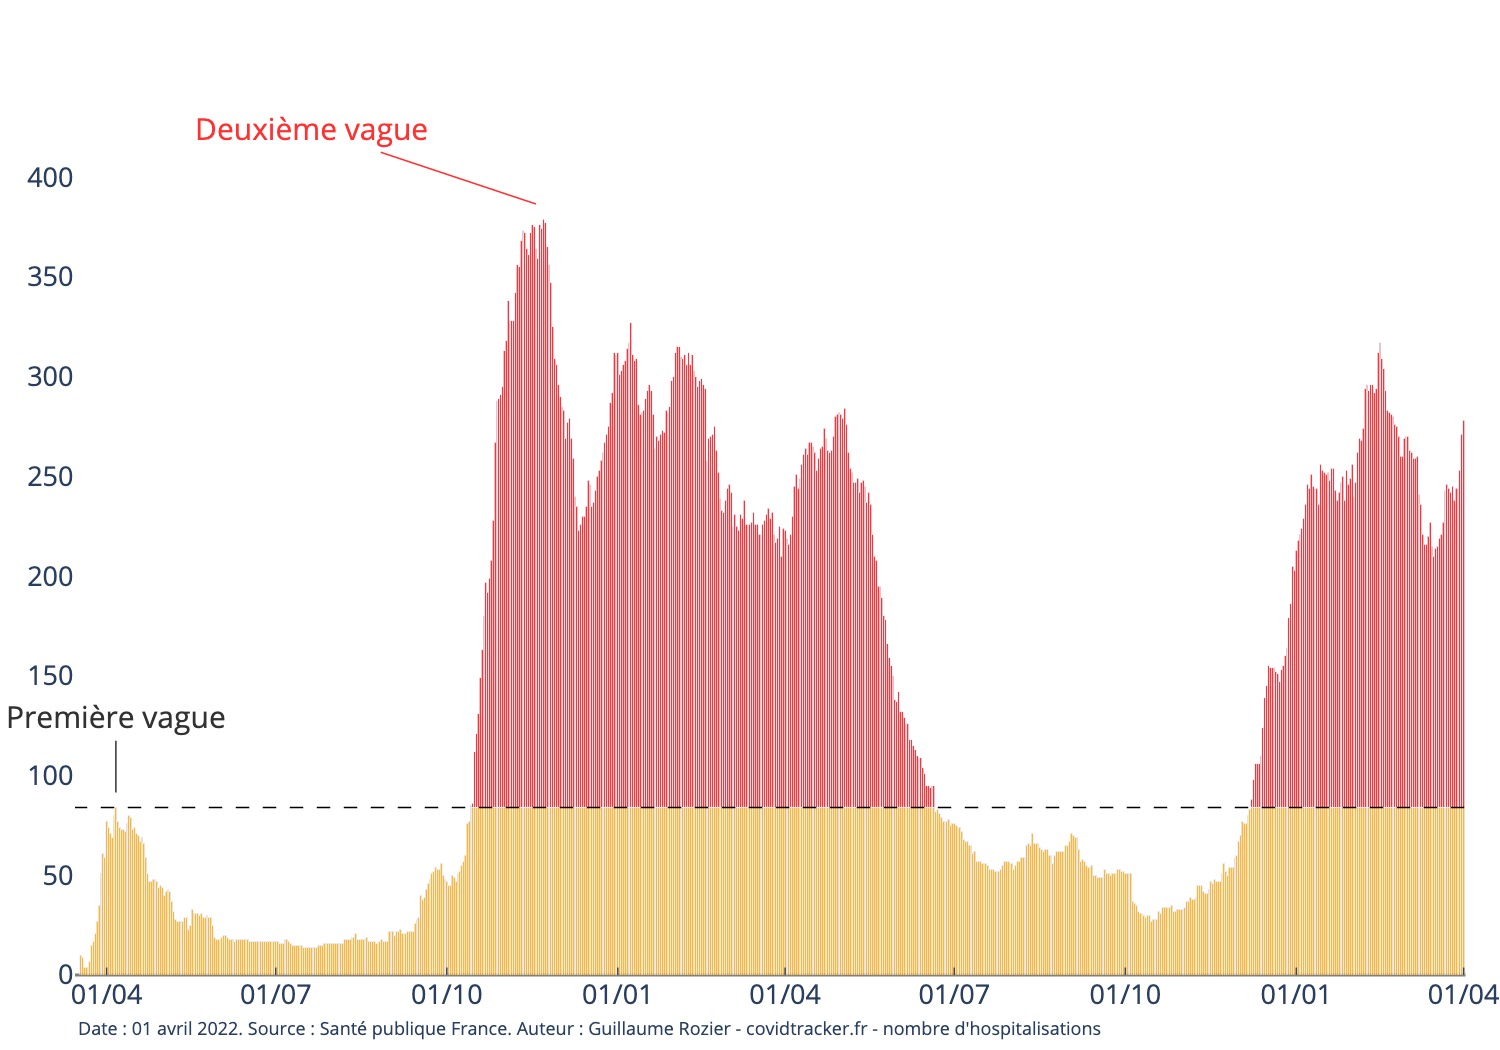 Deuxième vague
400
350
300
250
200
150
Première vague
100
50
0
01/04 01/07 01/10 01/01 01/04 01/07 01/10 01/01 01/04
Date : 01 avril 2022. Source : Santé publique France. Auteur : Guillaume Rozier - covidtracker.fr - nombre d'hospitalisations